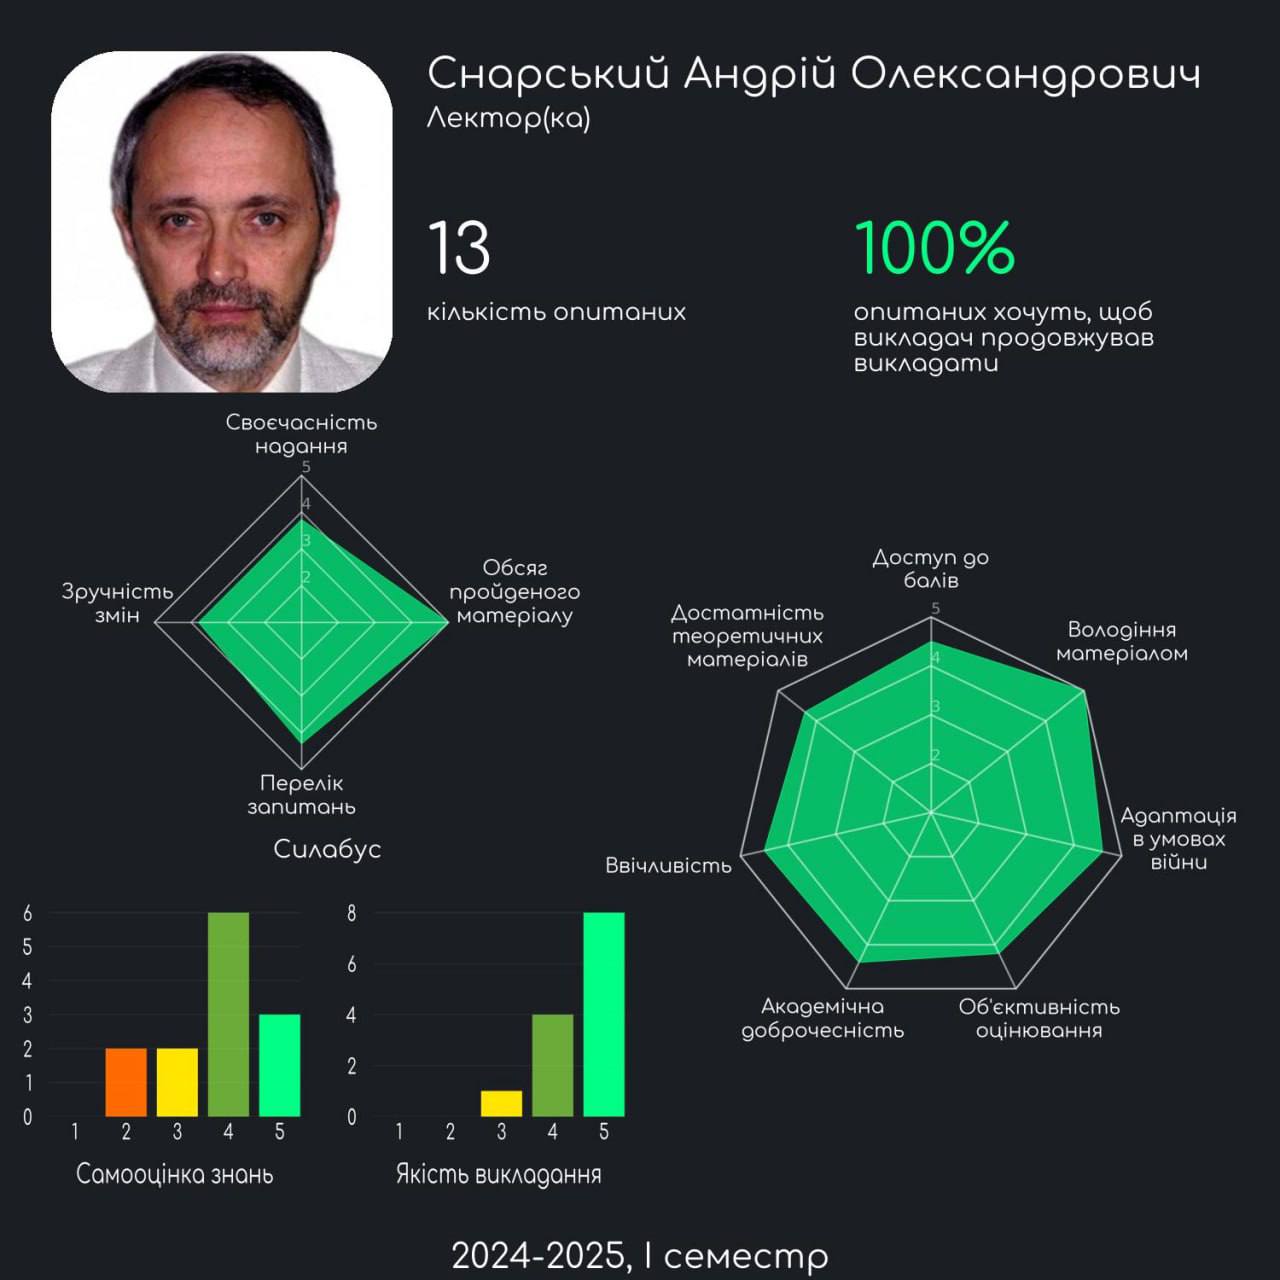 Снарський Андрій Олександрович
Лектор(ка)
13
кількість опитаних
100%
опитаних хочуть, щоб
викладач продовжував
викладати
Своєчасність
надання
5
4
3
2
Зручність
змін
Обсяг
пройденого
матеріалу
Перелік
запитань
Силабус
Доступ до
балів
5
4
3
2
Достатність
теоретичних
матеріалів
Володіння
матеріалом
Адаптація
в умовах
війни
Ввічливість
Академічна
доброчесність
Об'єктивність
оцінювання
6
5
4
3
2
1
0
1 2 3 4 5
Самооцінка знань
8
6
4
2
0
1 2 3 4 5
Якість викладання
2024-2025, I семестр